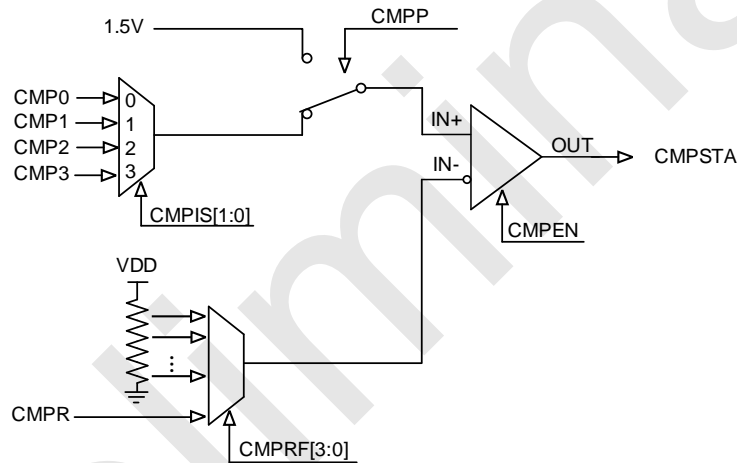 CMPP
1.5V
CMP0
CMP1
CMP2
CMP3
0
1
2
3
IN+
IN-
OUT
CMPSTA
CMPIS[1:0]
CMPEN
VDD
...
CMPR
CMPRF[3:0]